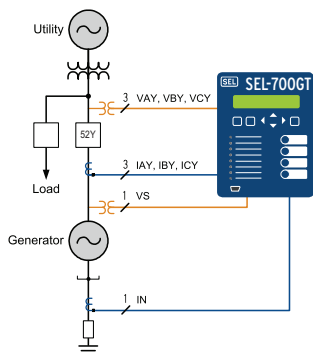 Utility
3 VAY, VBY, VCY
SEL SEL-700GT
52Y
3 IAY, IBY, ICY
Load
1 VS
Generator
1 IN